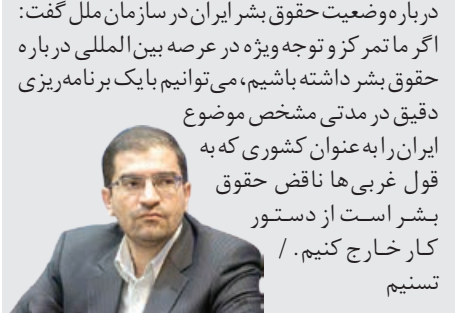 درباره وضعیت حقوق بشر ایران در سازمان ملل گفت:
اگر ما تمرکز و توجه ویژه در عرصه بین‌المللی درباره
حقوق بشر داشته باشیم، می‌توانیم با یک برنامه‌ریزی
دقیق در مدتی مشخص موضوع
ایران را به عنوان کشوری که به
قول غربی‌ها ناقض حقوق
بشر است از دستور
کار خارج کنیم. /
تسنیم